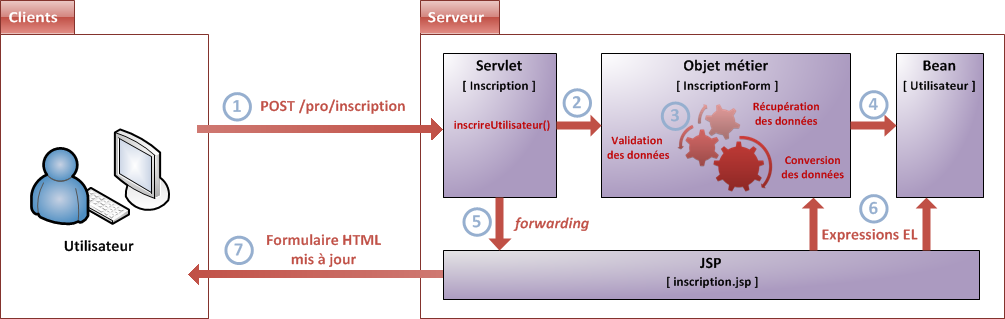 Clients
Serveur
Servlet
[ Inscription ]
inscrireUtilisateur()
Objet métier
[ InscriptionForm ]
Récupération
des données
Validation
des données
Conversion
des données
Bean
[ Utilisateur ]
1
POST /pro/inscription
2
3
4
5
forwarding
6
Expressions EL
Utilisateur
7
Formulaire HTML
mis à jour
JSP
[ inscription.jsp ]